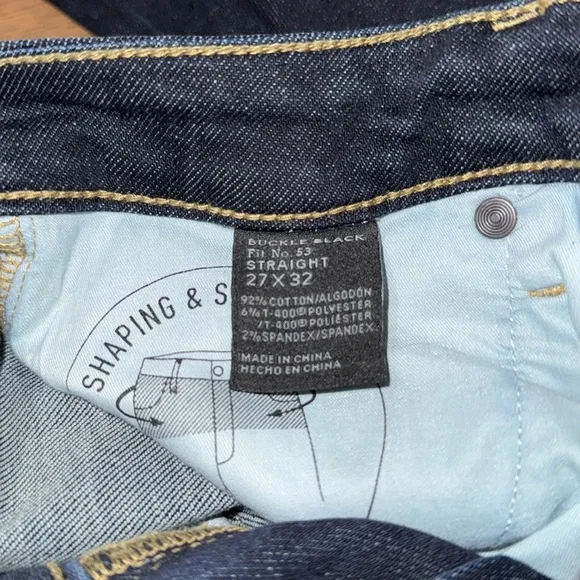 BUCKLE BLACK
Fit No. 53
STRAIGHT
27 X 32
92% COTTON/ALGODÓN
6% T-400® POLYESTER
/T-400® POLIÉSTER
2% SPANDEX/SPANDEX
MADE IN CHINA
HECHO EN CHINA
SHAPING & S